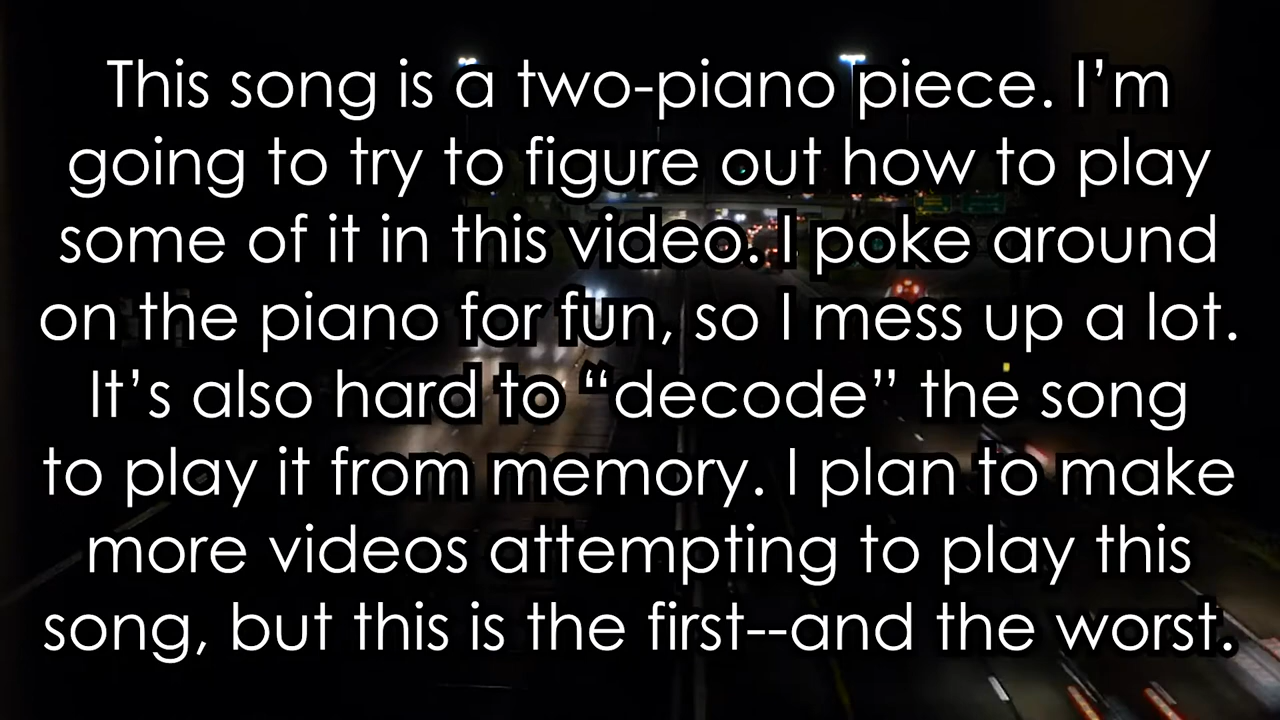 This song is a two-piano piece. I’m
going to try to figure out how to play
some of it in this video. I poke around
on the piano for fun, so I mess up a lot.
It’s also hard to “decode” the song
to play it from memory. I plan to make
more videos attempting to play this
song, but this is the first--and the worst.